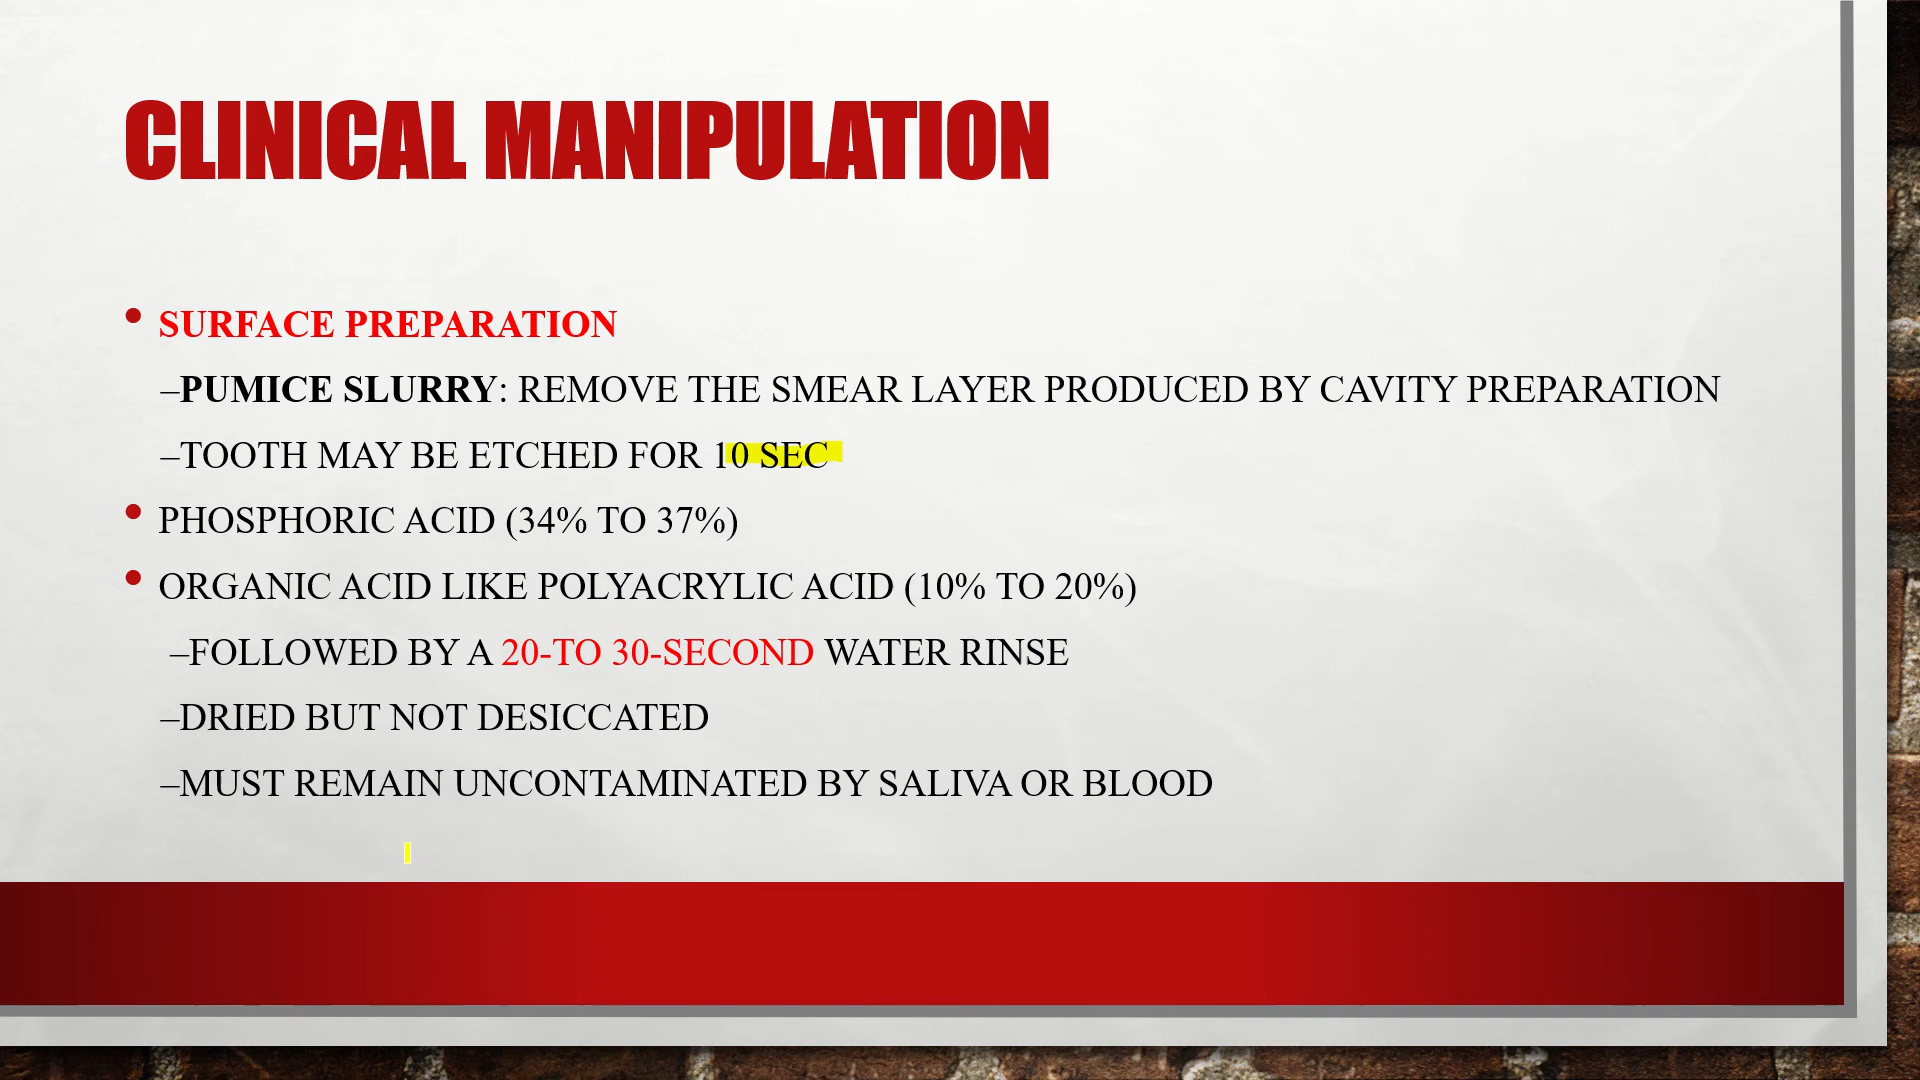 CLINICAL MANIPULATION
• SURFACE PREPARATION
–PUMICE SLURRY: REMOVE THE SMEAR LAYER PRODUCED BY CAVITY PREPARATION
–TOOTH MAY BE ETCHED FOR 10 SEC
• PHOSPHORIC ACID (34% TO 37%)
• ORGANIC ACID LIKE POLYACRYLIC ACID (10% TO 20%)
–FOLLOWED BY A 20-TO 30-SECOND WATER RINSE
–DRIED BUT NOT DESICCATED
–MUST REMAIN UNCONTAMINATED BY SALIVA OR BLOOD